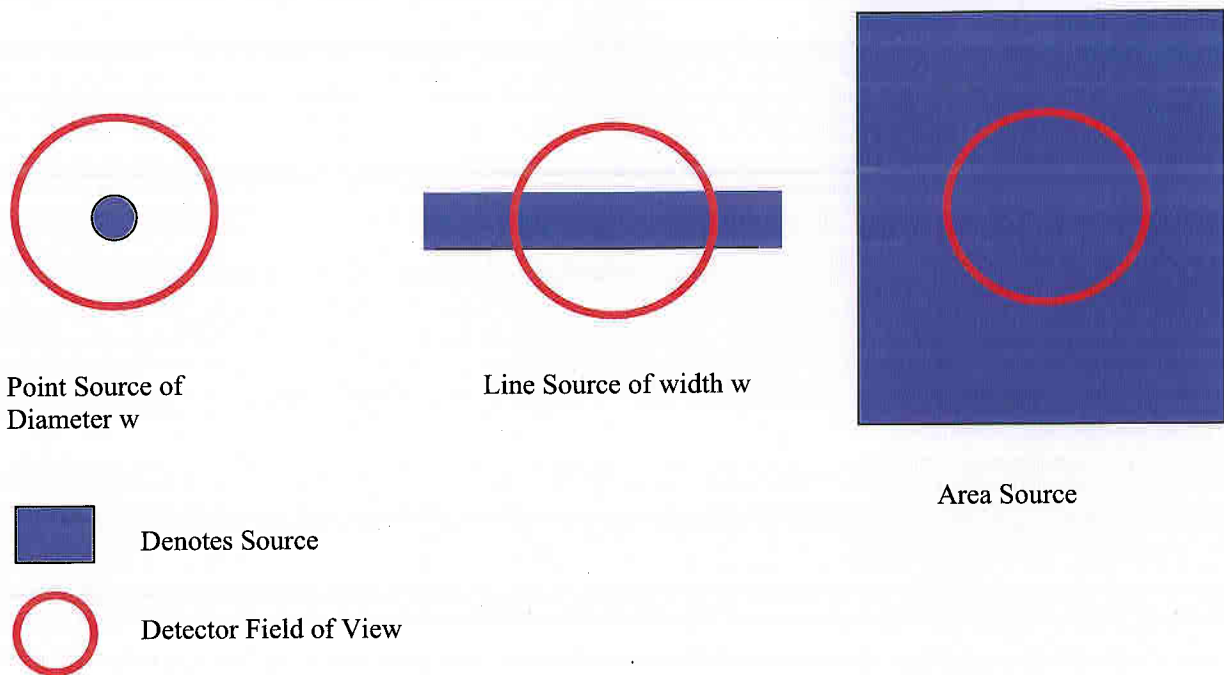 Point Source of
Diameter w
Line Source of width w
Area Source
Denotes Source
Detector Field of View